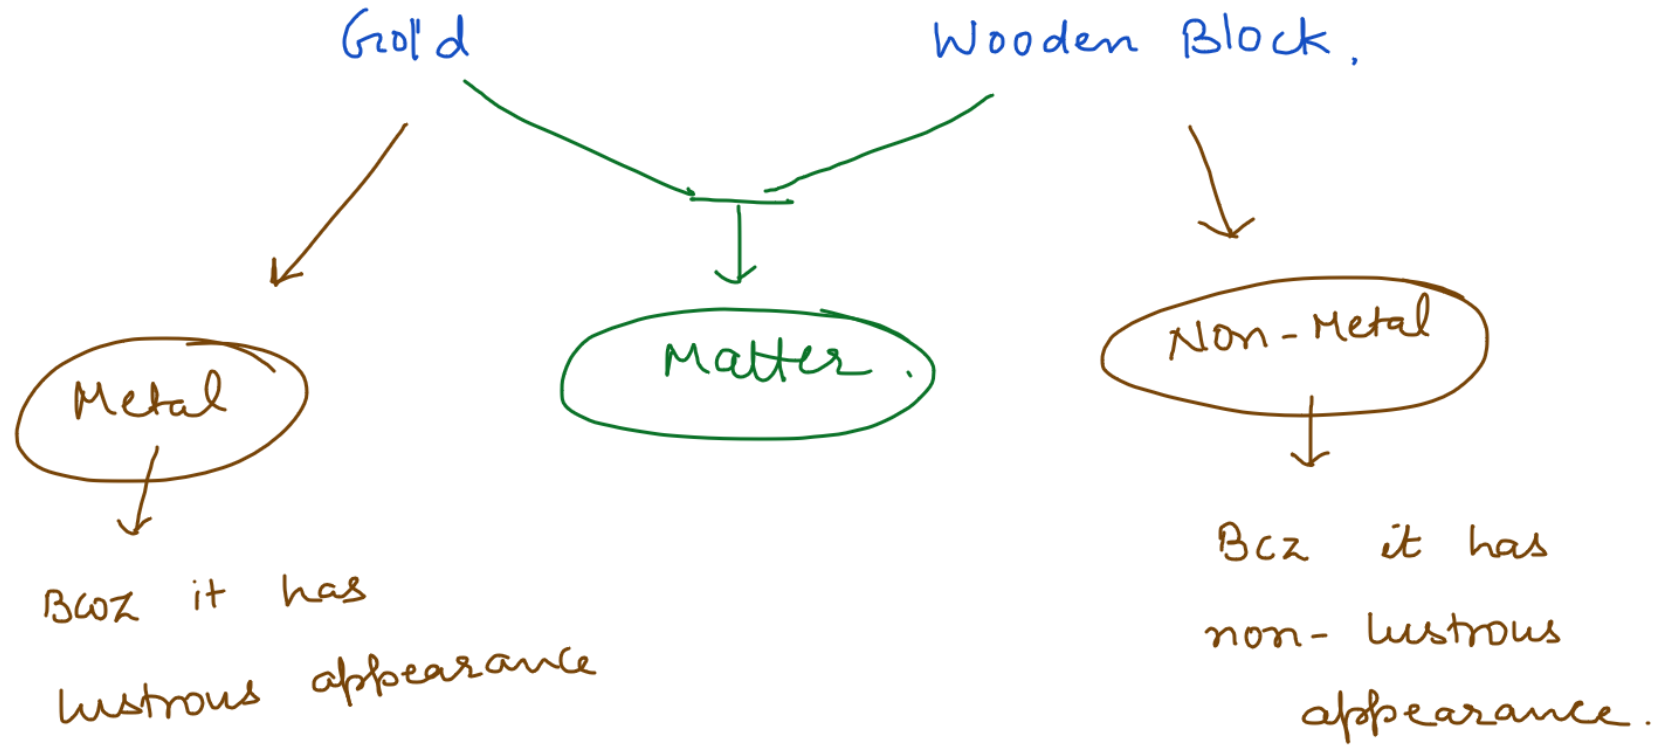 Gold
Wooden Block.
Metal
Matter.
Non-Metal
Bcoz it has
lustrous appearance
Bcz it has
non-lustrous
appearance.